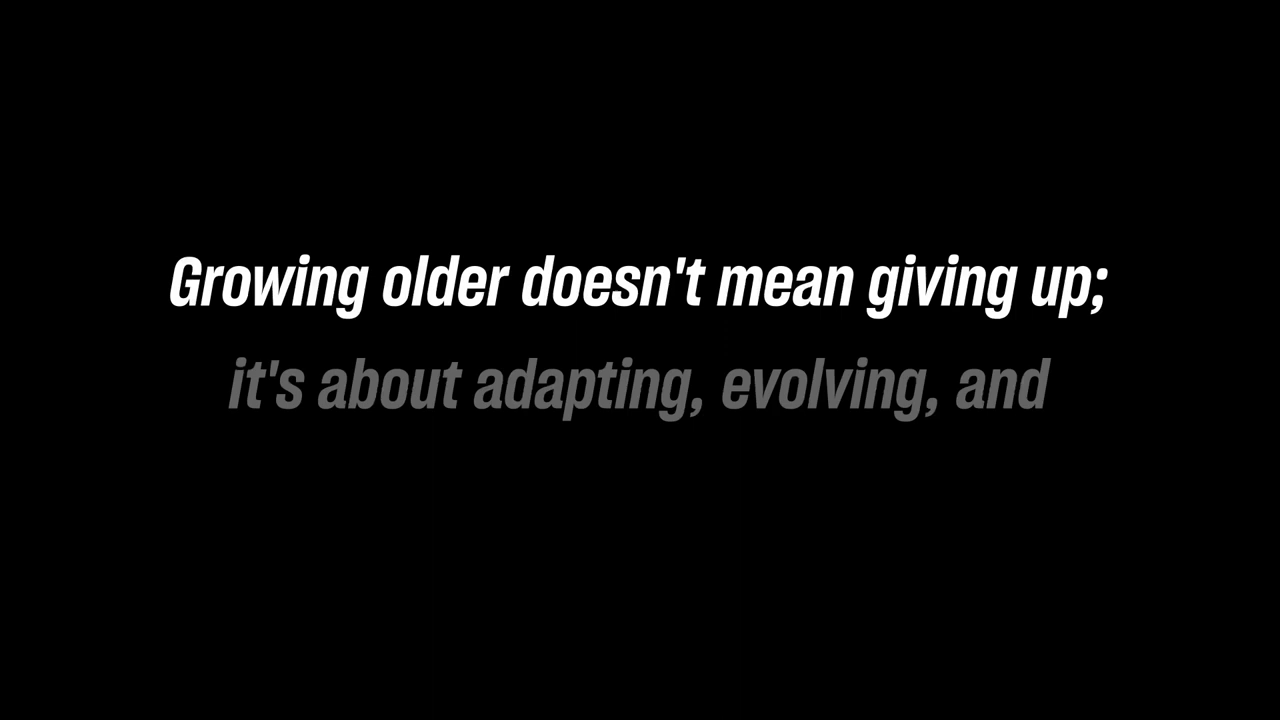 Growing older doesn't mean giving up;
it's about adapting, evolving, and